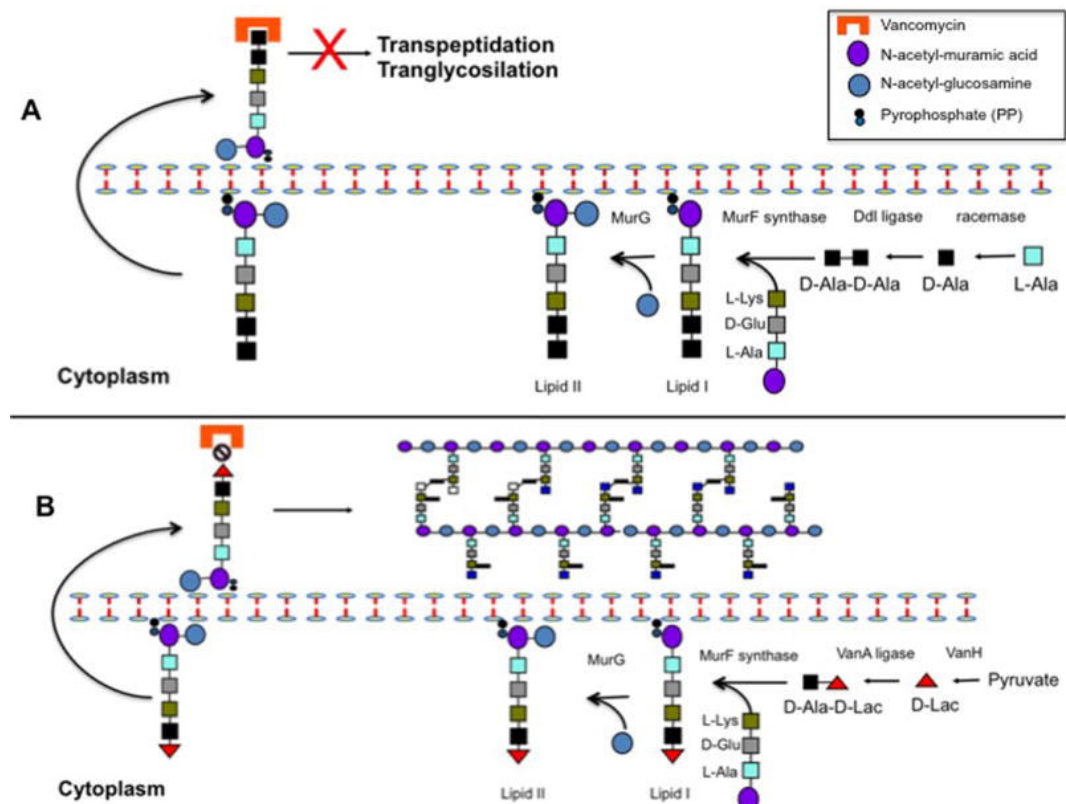 Vancomycin
N-acetyl-muramic acid
N-acetyl-glucosamine
Pyrophosphate (PP)
A
X
Transpeptidation
Tranglycosilation
MurG
MurF synthase
Ddl ligase
racemase
D-Ala-D-Ala
D-Ala
L-Ala
L-Lys
D-Glu
L-Ala
Cytoplasm
Lipid II
Lipid I
B
MurG
MurF synthase
VanA ligase
VanH
Pyruvate
D-Ala-D-Lac
D-Lac
L-Lys
D-Glu
L-Ala
Cytoplasm
Lipid II
Lipid I